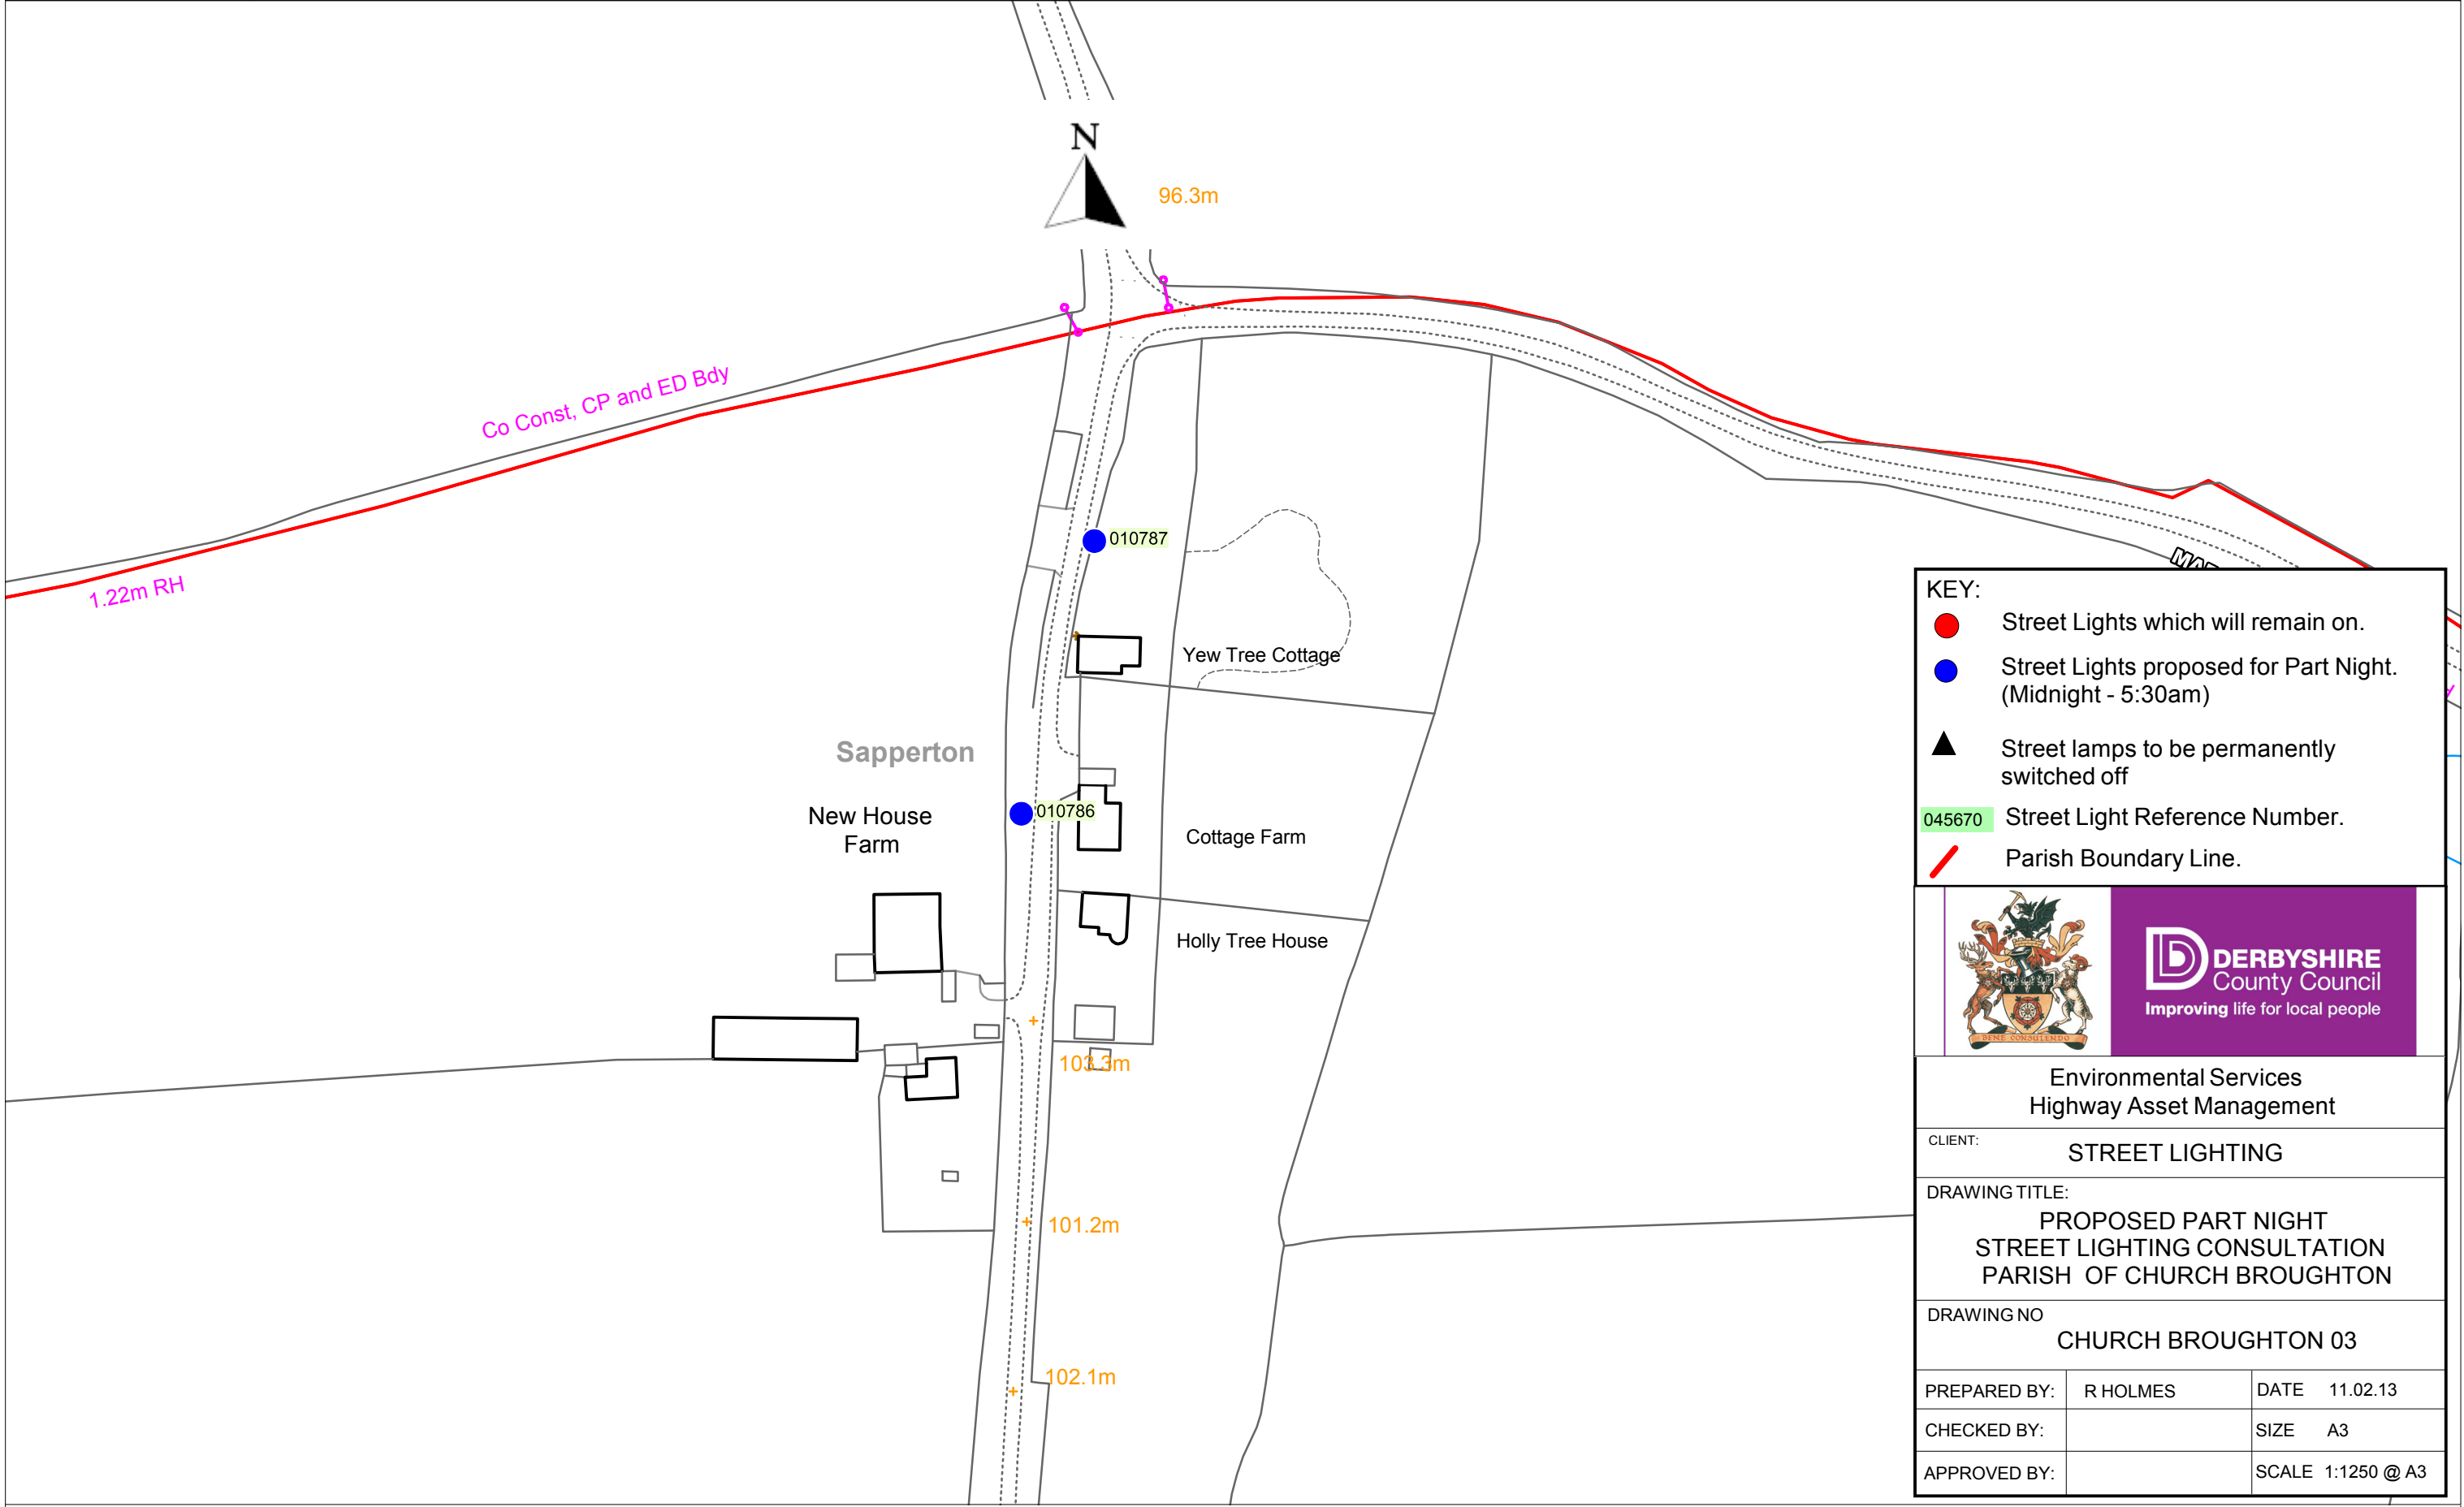 N
96.3m
Co Const, CP and ED Bdy
1.22m RH
010787
Yew Tree Cottage
Sapperton
New House
Farm
010786
Cottage Farm
Holly Tree House
103.3m
101.2m
102.1m
KEY:
Street Lights which will remain on.
Street Lights proposed for Part Night.
(Midnight - 5:30am)
Street lamps to be permanently
switched off
045670 Street Light Reference Number.
Parish Boundary Line.
BENE CONSULENDO
DERBYSHIRE
County Council
Improving life for local people
Environmental Services
Highway Asset Management
CLIENT: STREET LIGHTING
DRAWING TITLE:
PROPOSED PART NIGHT
STREET LIGHTING CONSULTATION
PARISH OF CHURCH BROUGHTON
DRAWING NO
CHURCH BROUGHTON 03
PREPARED BY: R HOLMES DATE 11.02.13
CHECKED BY: SIZE A3
APPROVED BY: SCALE 1:1250 @ A3